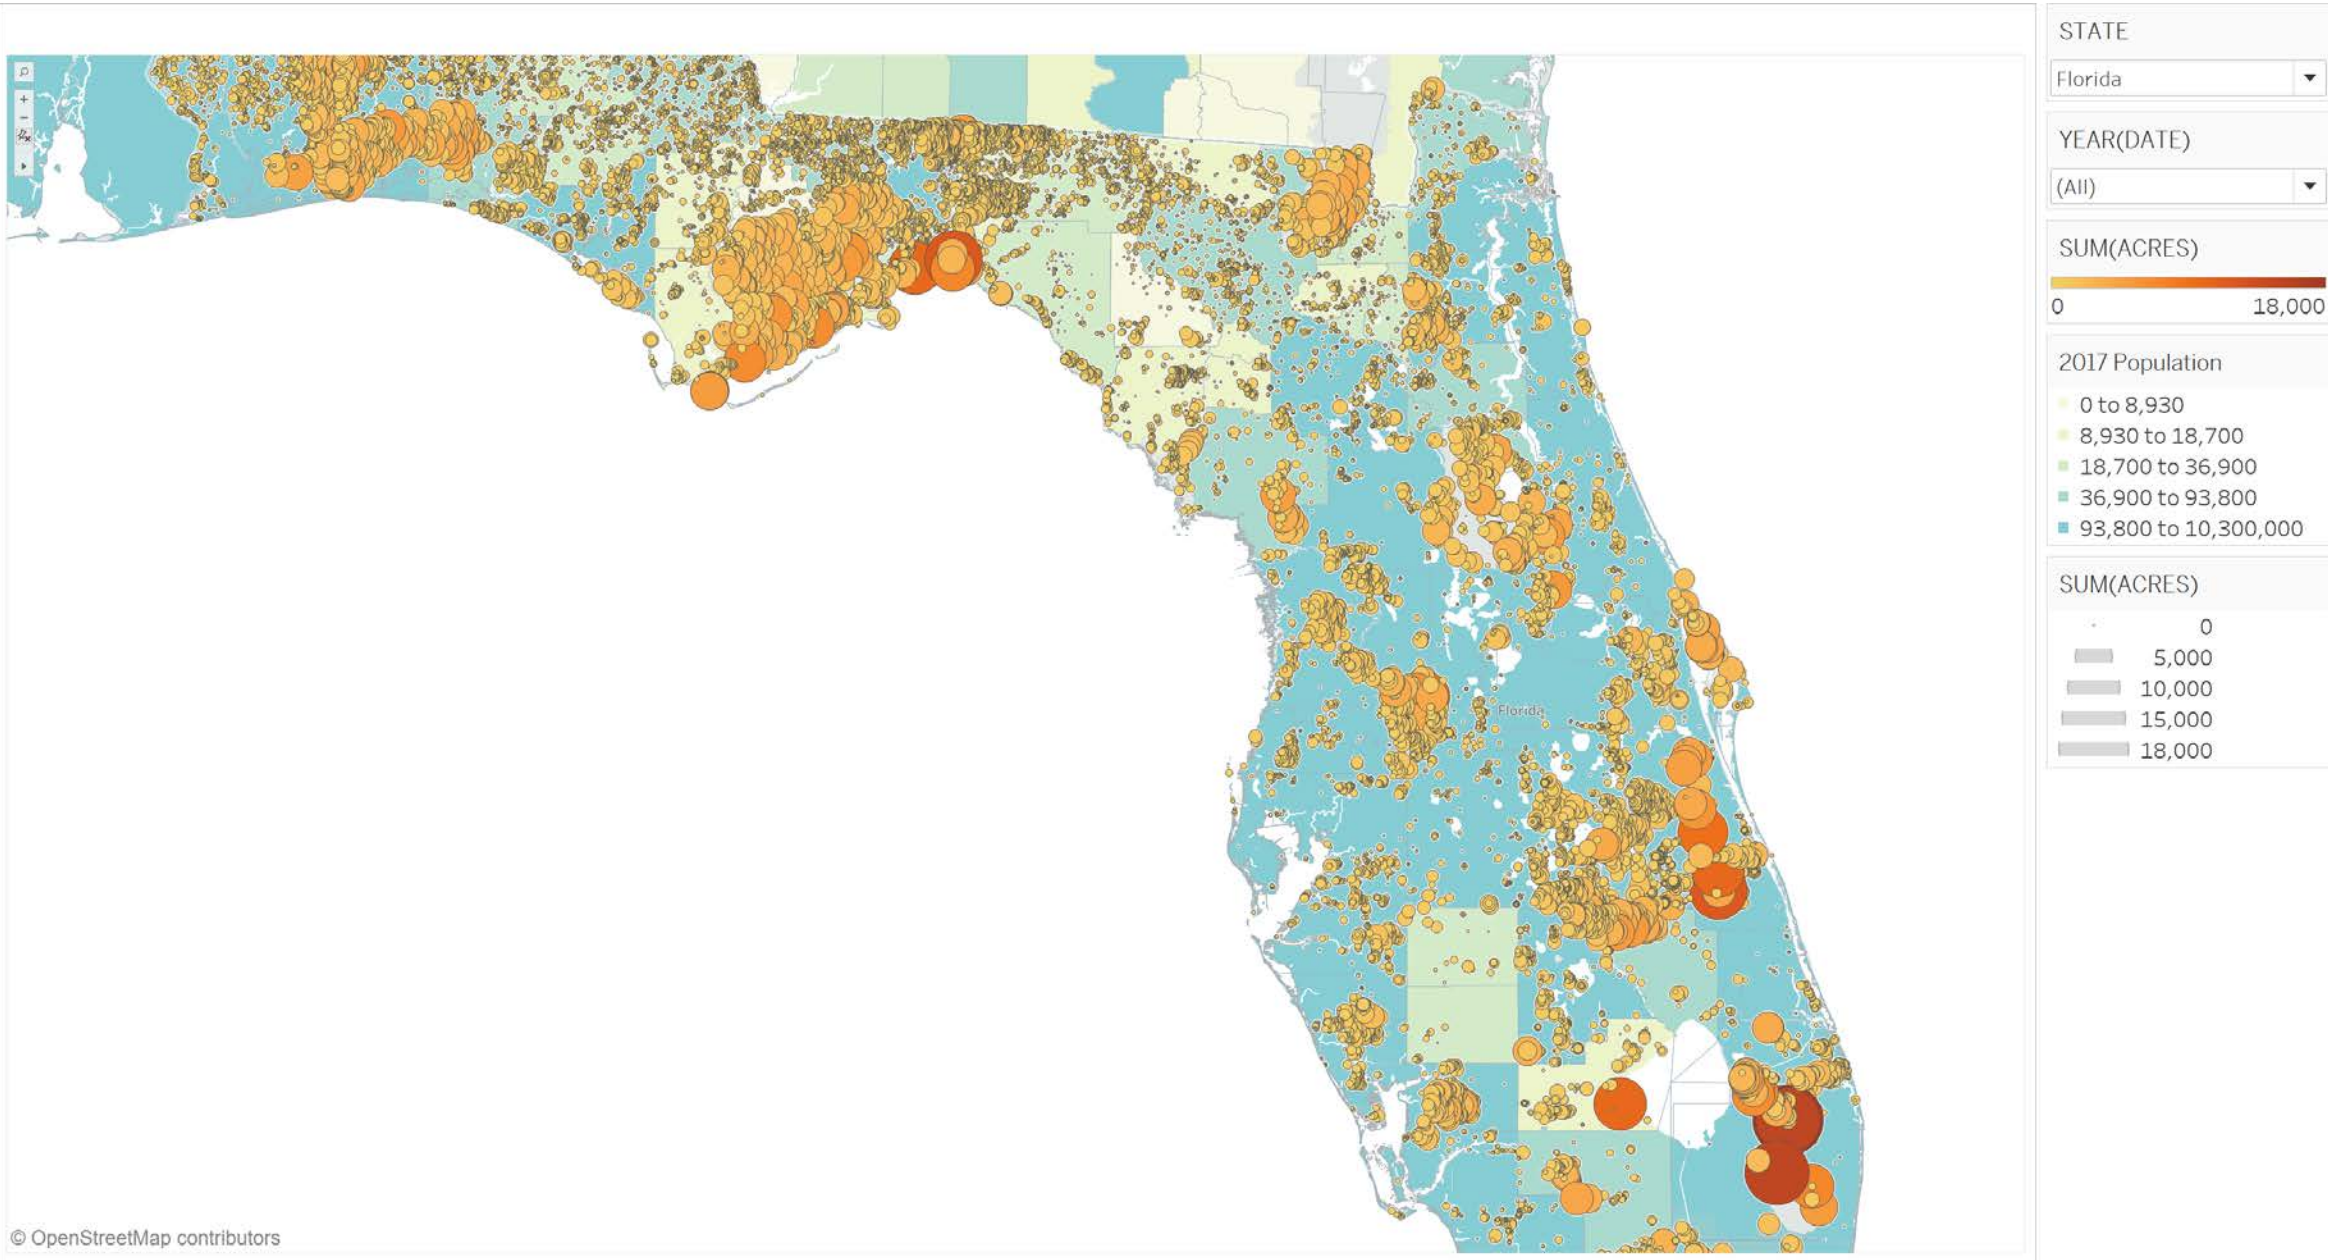 STATE
Florida
YEAR(DATE)
(All)
SUM(ACRES)
0 18,000
2017 Population
0 to 8,930
8,930 to 18,700
18,700 to 36,900
36,900 to 93,800
93,800 to 10,300,000
SUM(ACRES)
0
5,000
10,000
15,000
18,000
Florida
© OpenStreetMap contributors